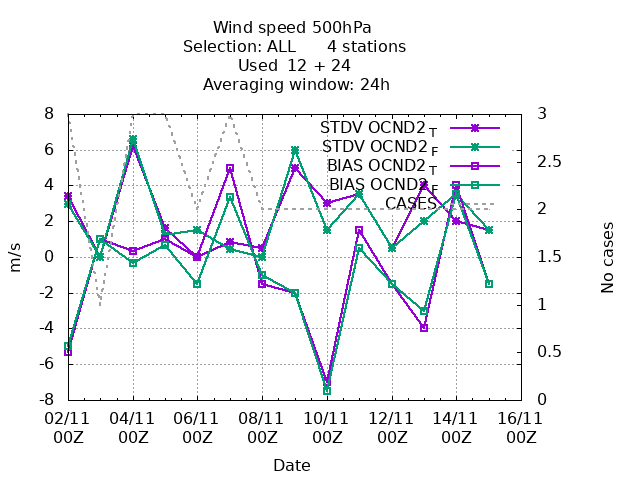 Wind speed 500hPa
Selection: ALL 4 stations
Used 12 + 24
Averaging window: 24h
STDV OCND2 T
STDV OCND2 F
BIAS OCND2 T
BIAS OCND2 F
CASES
8
6
4
2
0
-2
-4
-6
-8
m/s
3
2.5
2
1.5
1
0.5
0
No cases
02/11 04/11 06/11 08/11 10/11 12/11 14/11 16/11
00Z 00Z 00Z 00Z 00Z 00Z 00Z 00Z
Date